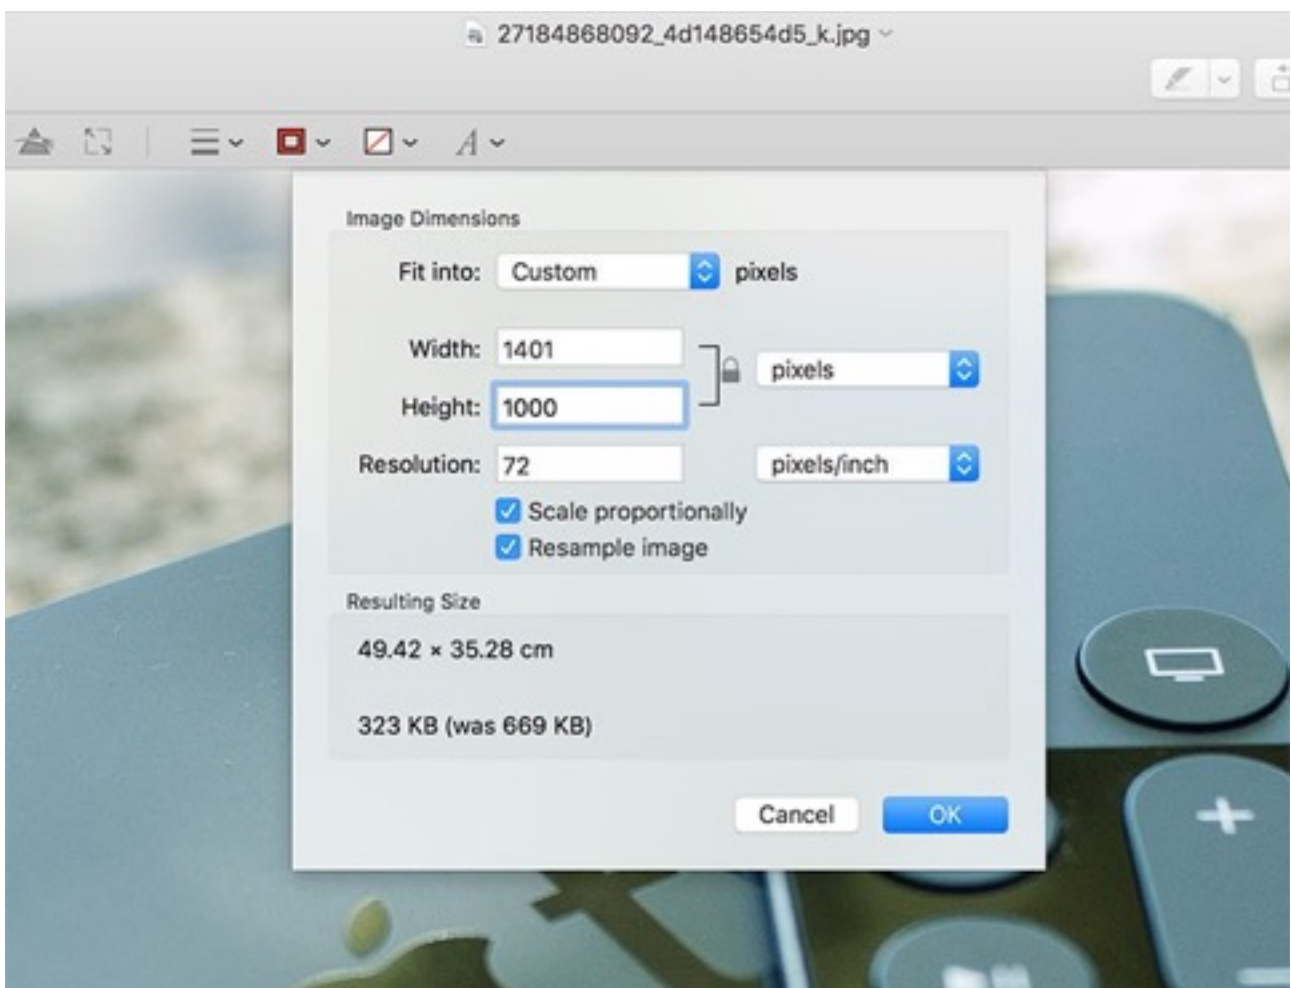 27184868092_4d148654d5_k.jpg
A
Image Dimensions
Fit into: Custom pixels
Width: 1401
pixels
Height: 1000
Resolution: 72 pixels/inch
Scale proportionally
Resample image
Resulting Size
49.42 × 35.28 cm
323 KB (was 669 KB)
Cancel OK